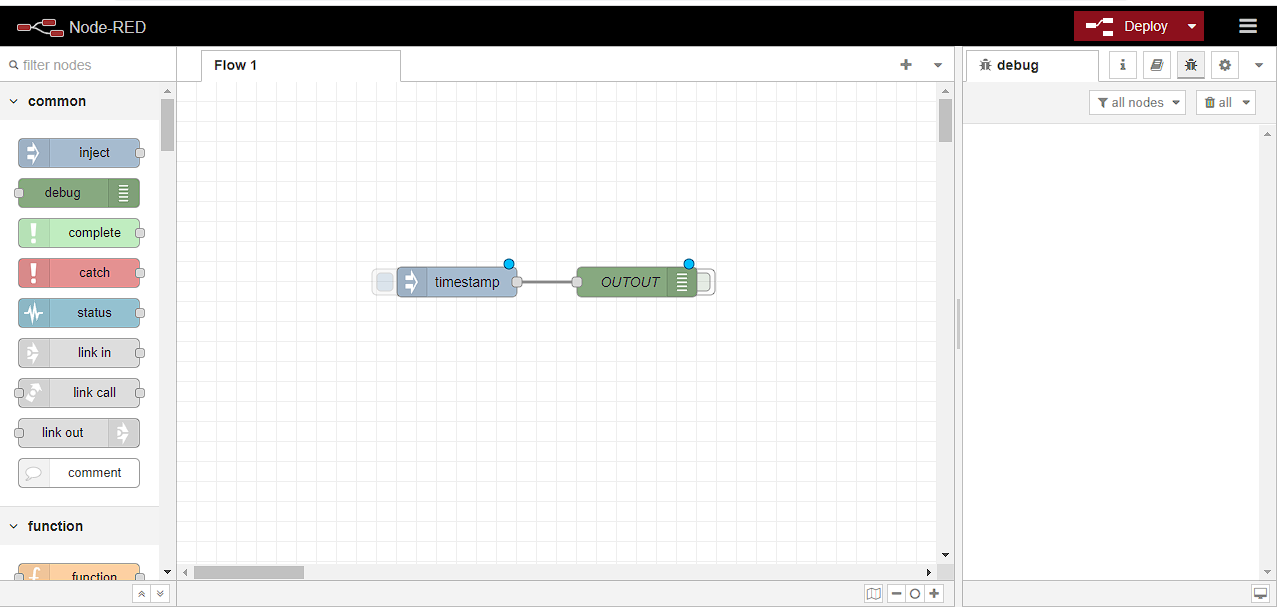 Node-RED
Deploy
filter nodes
Flow 1
debug
i
all nodes
all
common
inject
debug
complete
catch
status
link in
link call
link out
comment
function
function
timestamp
OUTOUT